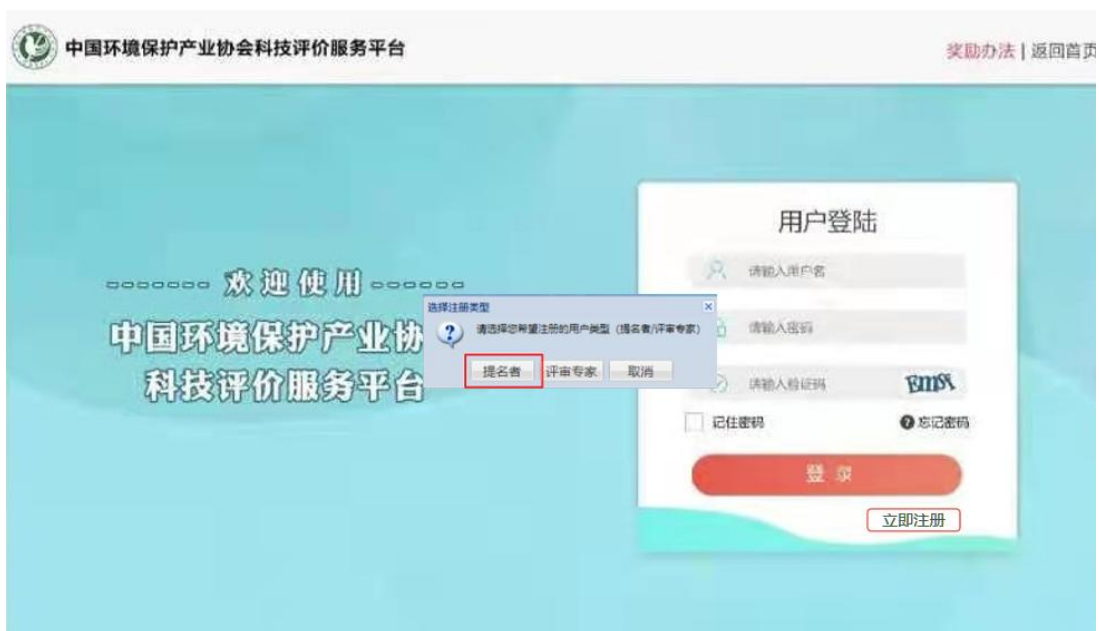 中国环境保护产业协会科技评价服务平台
奖励办法 | 返回首页
用户登陆
请输入用户名
------- 欢迎使用 ------
选择注册类型
请选择您希望注册的用户类型（提名者/评审专家）
请输入密码
中国环境保护产业协
科技评价服务平台
提名者 评审专家 取消
请输入验证码
记住密码 忘记密码
登 录
立即注册